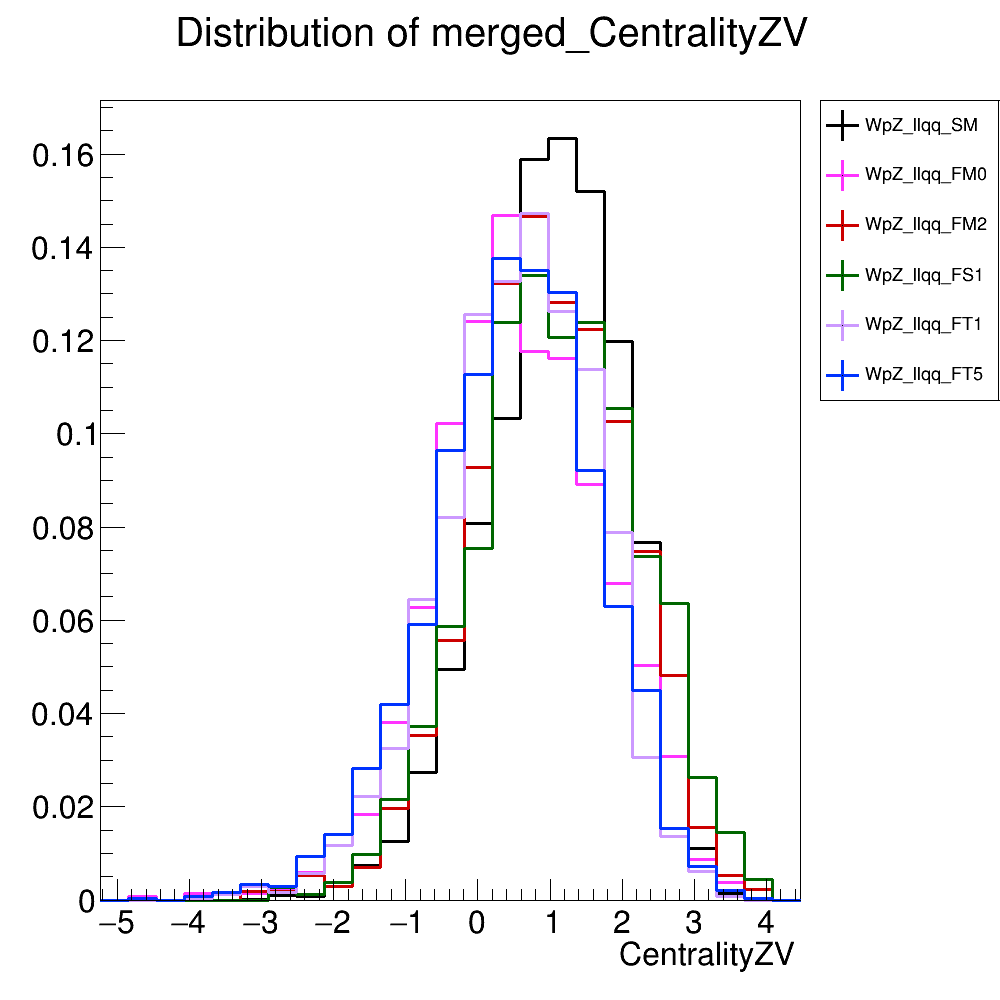 Distribution of merged_CentralityZV
WpZ_llqq_SM
WpZ_llqq_FM0
WpZ_llqq_FM2
WpZ_llqq_FS1
WpZ_llqq_FT1
WpZ_llqq_FT5
0.16
0.14
0.12
0.1
0.08
0.06
0.04
0.02
0
−5 −4 −3 −2 −1 0 1 2 3 4
CentralityZV